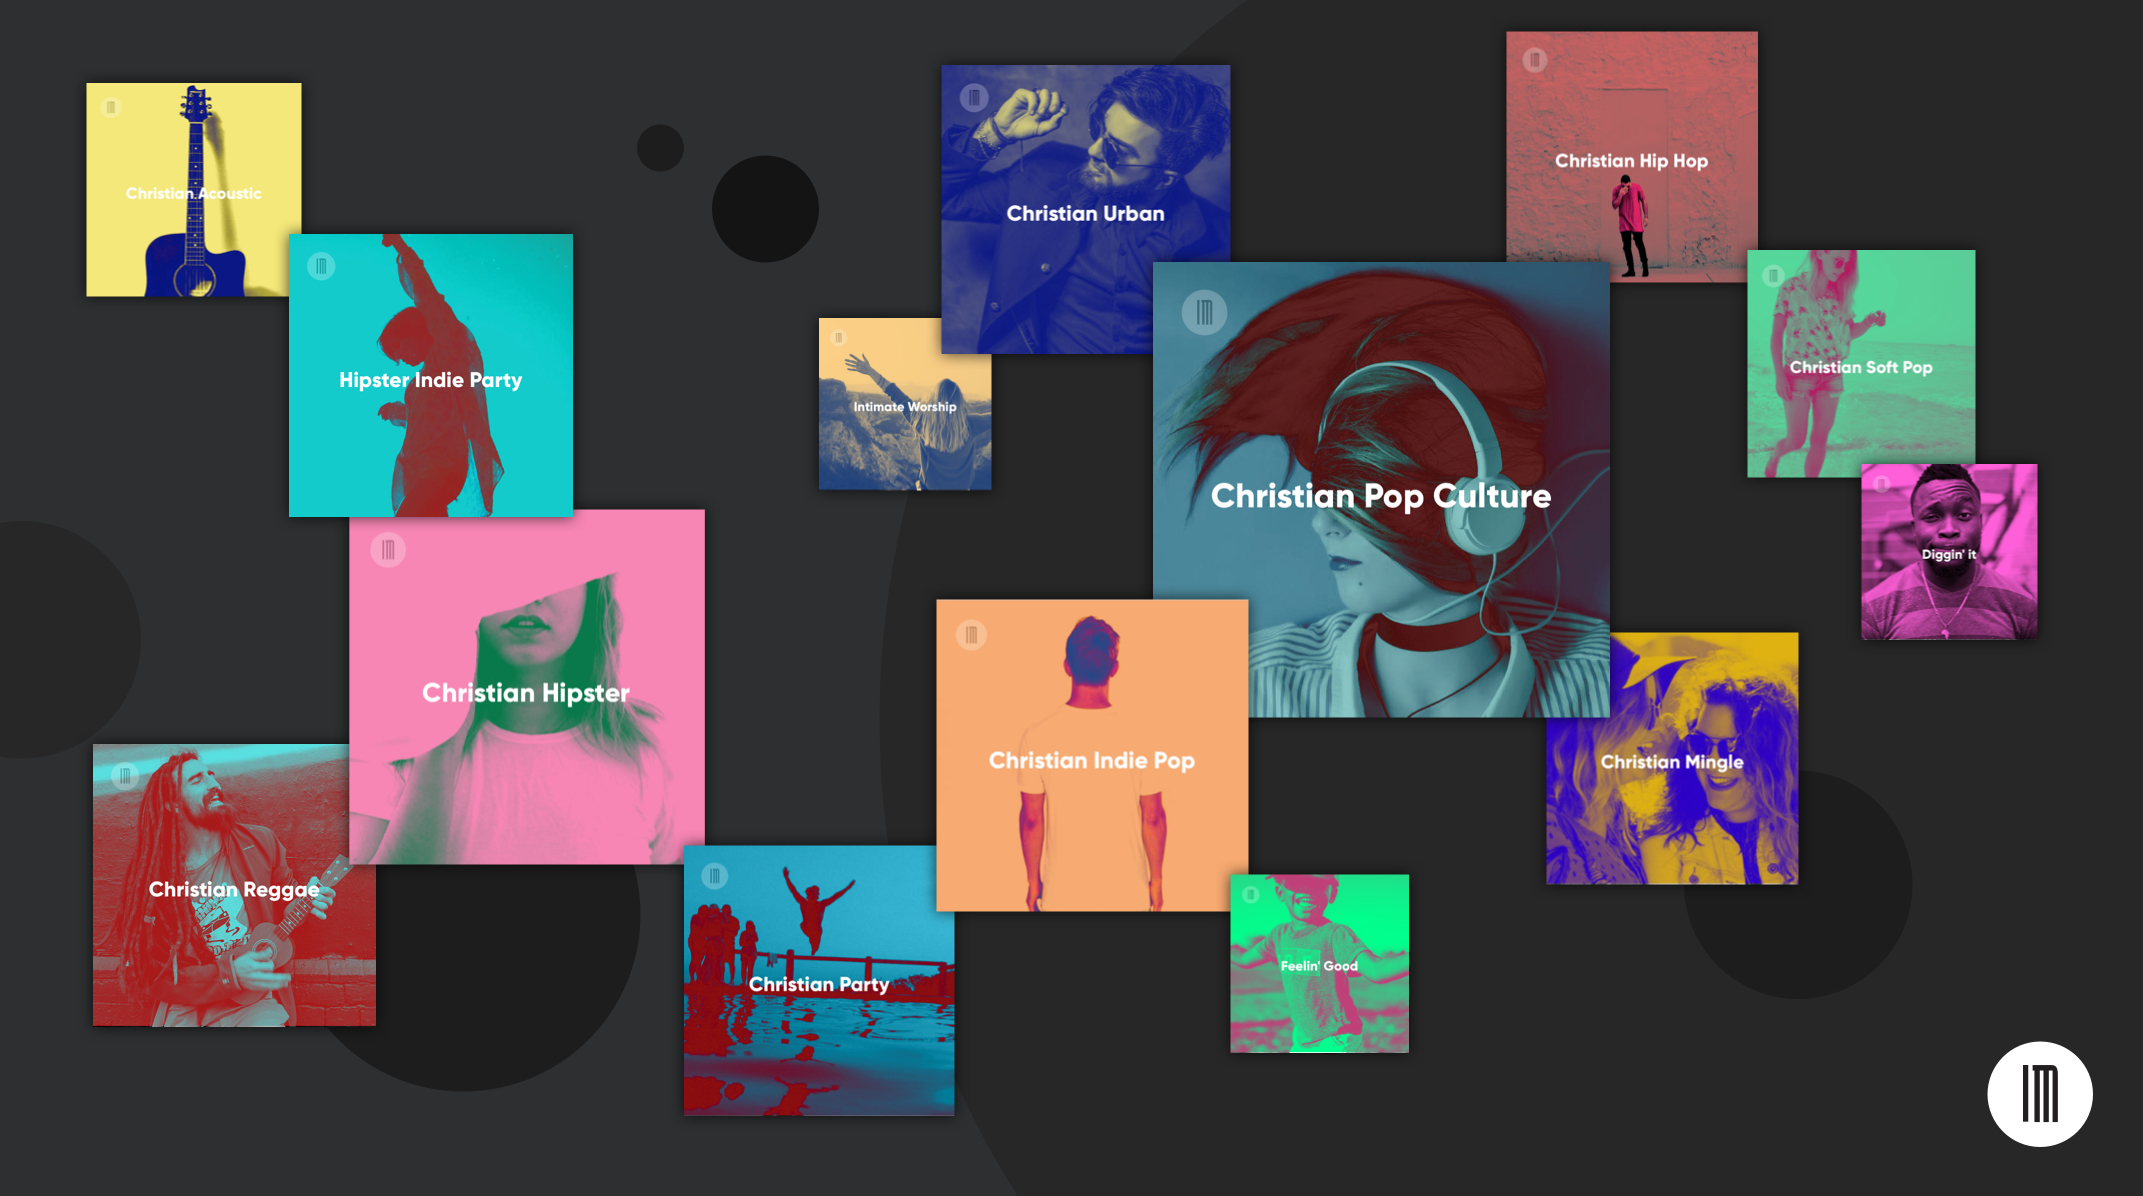 Christian Acoustic
Hipster Indie Party
Christian Urban
Christian Hip Hop
Intimate Worship
Christian Pop Culture
Christian Soft Pop
Diggin' it
Christian Hipster
Christian Indie Pop
Christian Mingle
Christian Reggae
Christian Party
Feelin' Good
IM